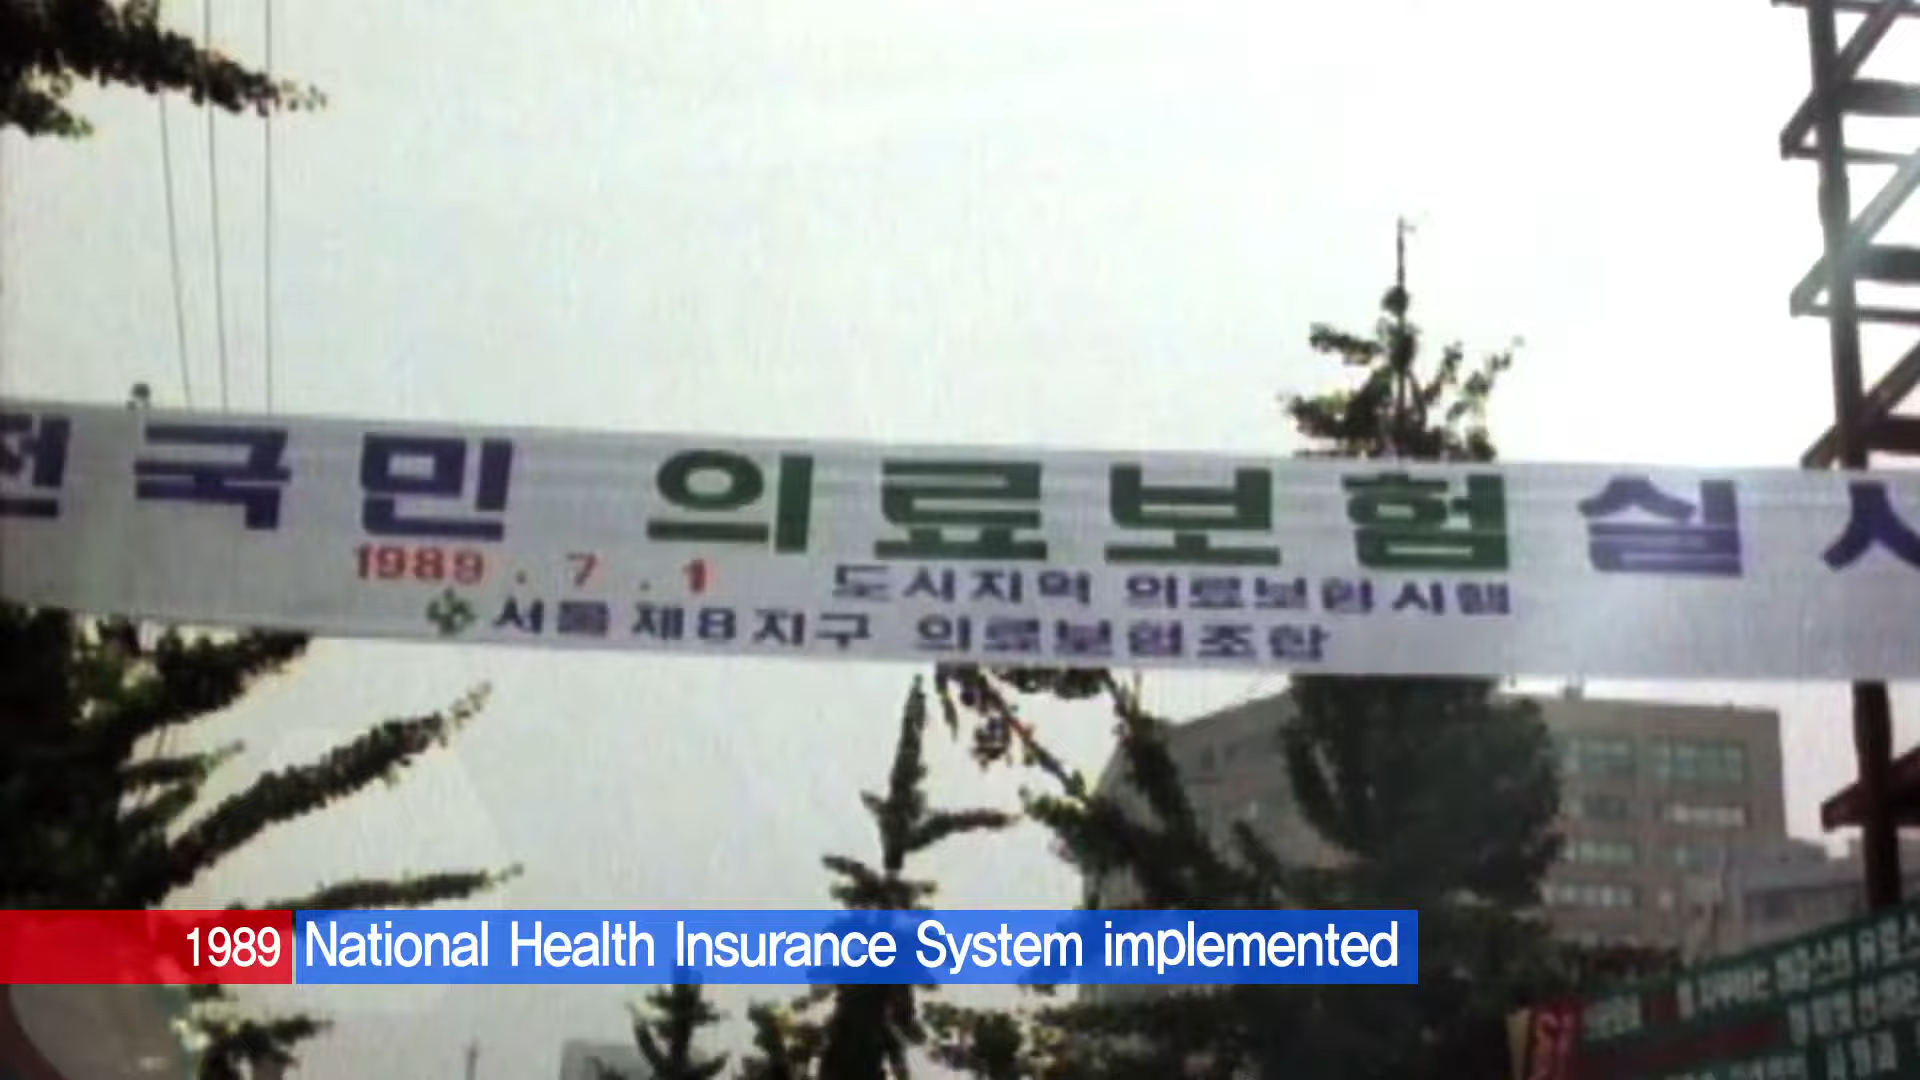 전국민 의료보험 실시
1989 . 7 . 1 도시지역 의료보험시행
서울제8지구 의료보험조합
1989 National Health Insurance System implemented